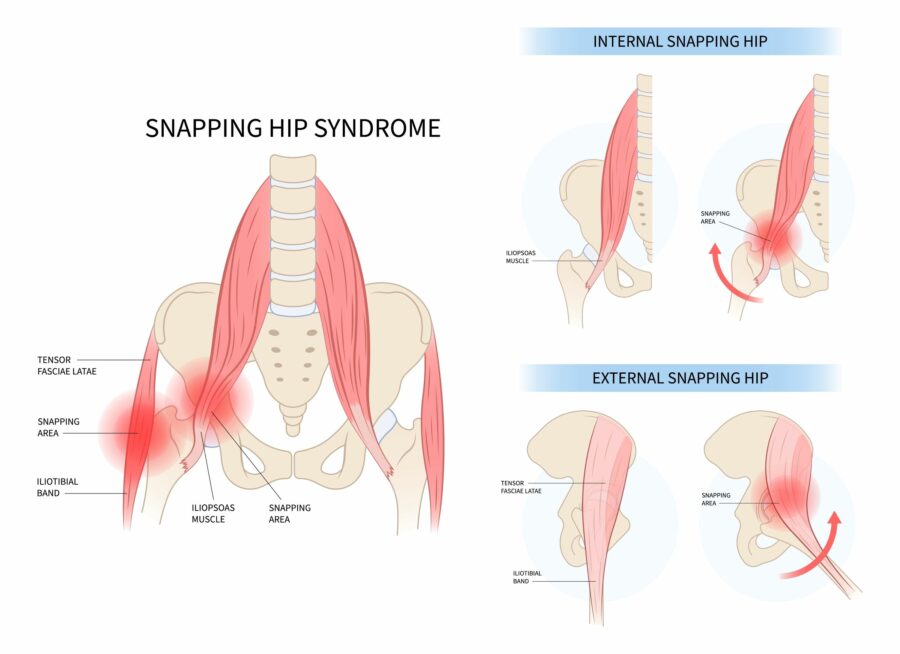 SNAPPING HIP SYNDROME
TENSOR
FASCIAE LATAE
SNAPPING
AREA
ILIOTIBIAL
BAND
ILIOPSOAS
MUSCLE
SNAPPING
AREA
INTERNAL SNAPPING HIP
ILIOPSOAS
MUSCLE
SNAPPING
AREA
EXTERNAL SNAPPING HIP
TENSOR
FASCIAE LATAE
ILIOTIBIAL
BAND
SNAPPING
AREA